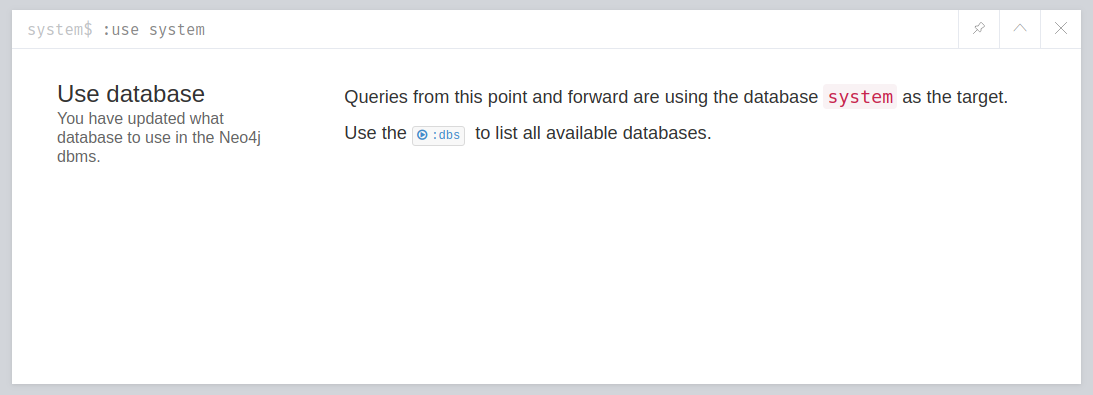 system$ :use system
Use database
You have updated what
database to use in the Neo4j
dbms.
Queries from this point and forward are using the database system as the target.
Use the :dbs to list all available databases.